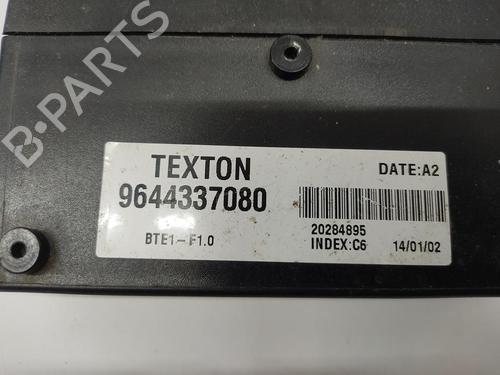 B-PARTS
TEXTON
DATE:A2
9644337080
20284895
BTE1-F1.0
INDEX:C6
14/01/02